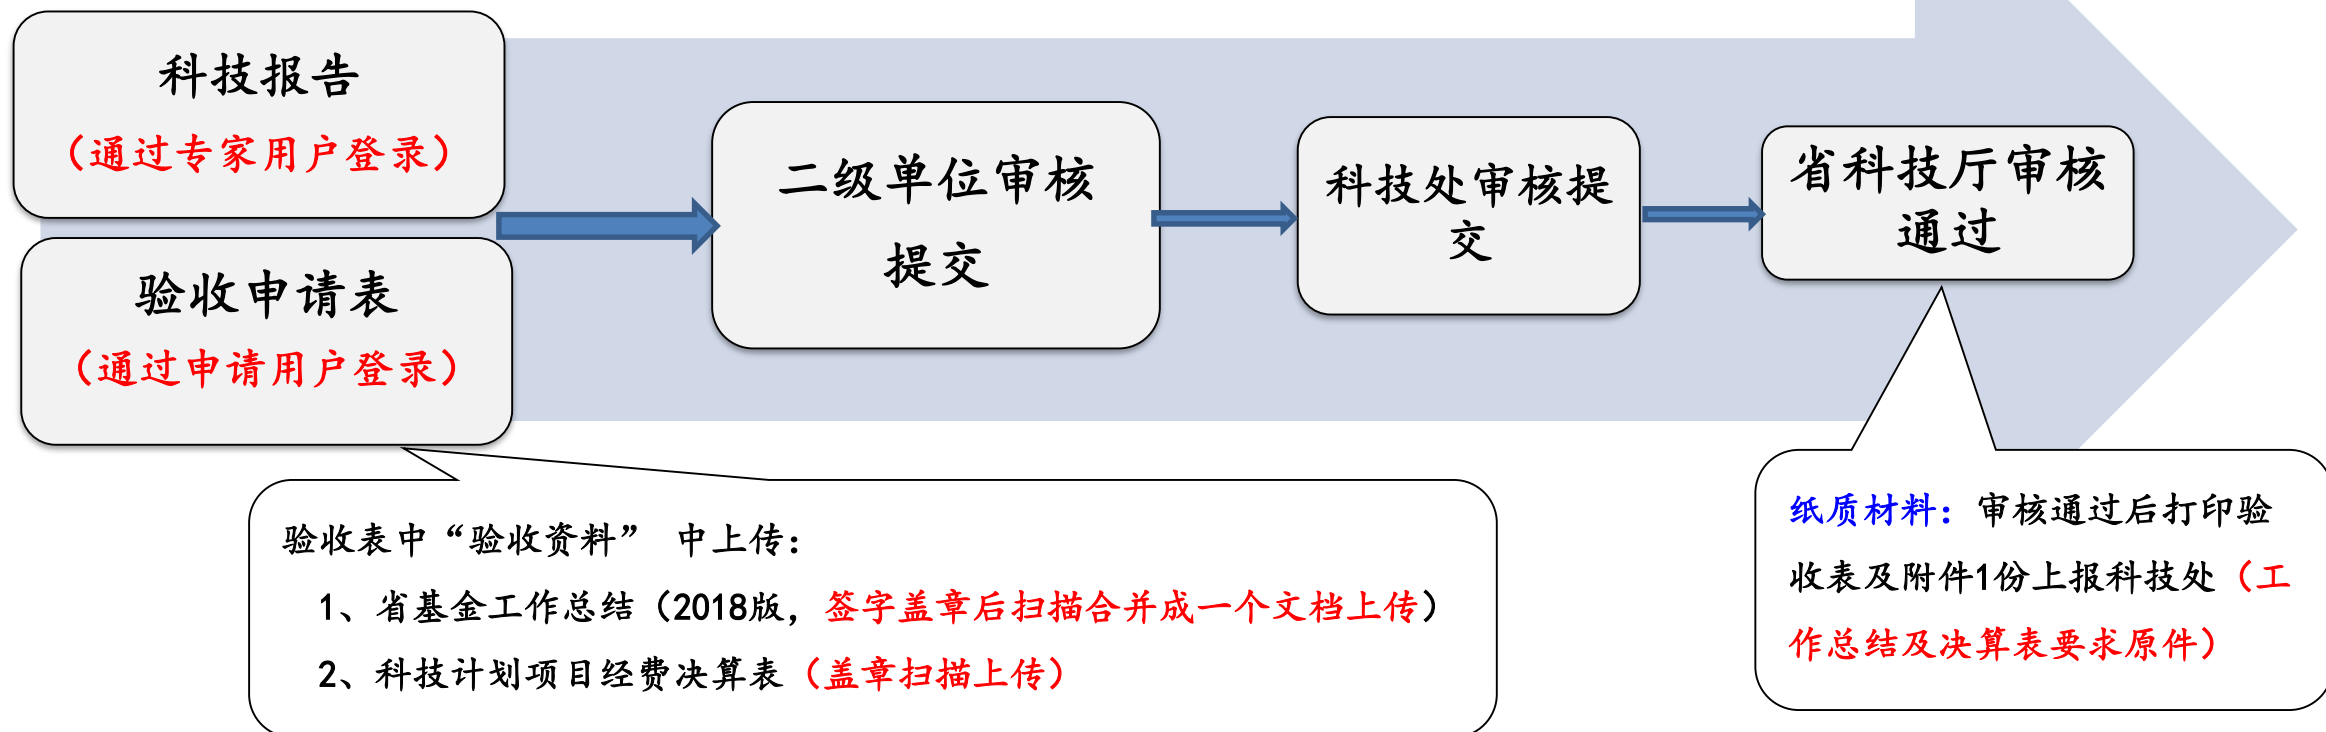 科技报告
（通过专家用户登录）
验收申请表
（通过申请用户登录）
二级单位审核
提交
科技处审核提
交
省科技厅审核
通过
验收表中“验收资料” 中上传：
1、省基金工作总结（2018版，签字盖章后扫描合并成一个文档上传）
2、科技计划项目经费决算表（盖章扫描上传）
纸质材料：审核通过后打印验
收表及附件1份上报科技处（工
作总结及决算表要求原件）